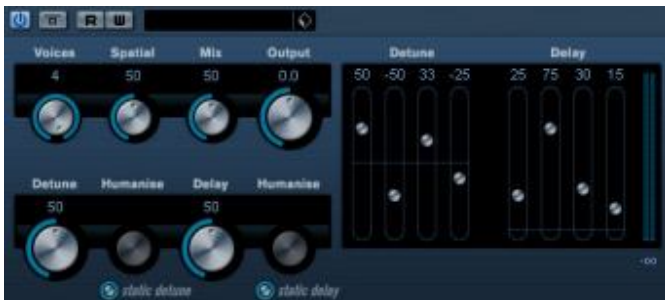 R W
Voices Spatial Mix Output
4 50 50 0.0
Detune Delay
50 -50 33 -25 25 75 30 15
Detune Humanise Delay Humanise
50 50
static detune static delay
-oo